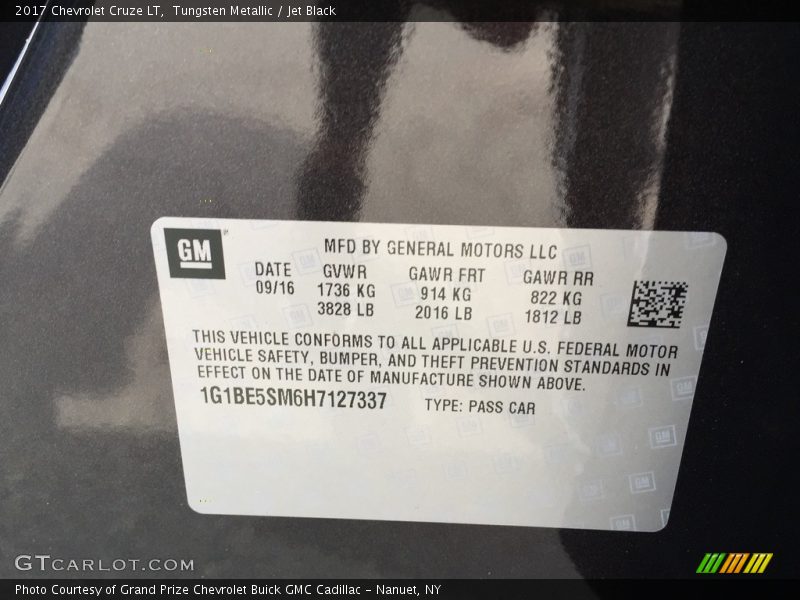 2017 Chevrolet Cruze LT, Tungsten Metallic / Jet Black
GM
MFD BY GENERAL MOTORS LLC
DATE GVWR GAWR FRT GAWR RR
09/16 1736 KG 914 KG 822 KG
3828 LB 2016 LB 1812 LB
THIS VEHICLE CONFORMS TO ALL APPLICABLE U.S. FEDERAL MOTOR
VEHICLE SAFETY, BUMPER, AND THEFT PREVENTION STANDARDS IN
EFFECT ON THE DATE OF MANUFACTURE SHOWN ABOVE.
1G1BE5SM6H7127337 TYPE: PASS CAR
GTCARLOT.COM
Photo Courtesy of Grand Prize Chevrolet Buick GMC Cadillac - Nanuet, NY